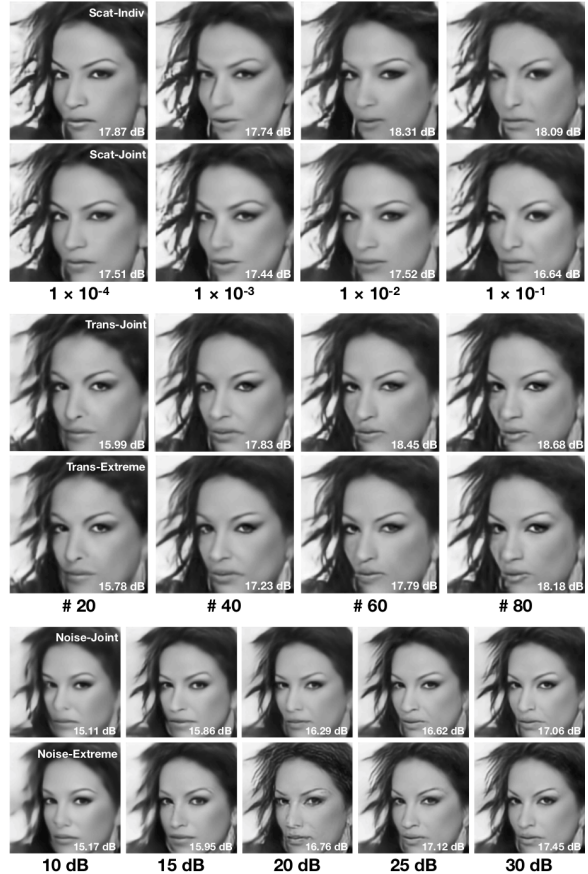 Scat-Indiv
17.87 dB 17.74 dB 18.31 dB 18.09 dB
Scat-Joint
17.51 dB 17.44 dB 17.52 dB 16.64 dB
1 × 10⁻⁴ 1 × 10⁻³ 1 × 10⁻² 1 × 10⁻¹
Trans-Joint
15.99 dB 17.83 dB 18.45 dB 18.68 dB
Trans-Extreme
15.78 dB 17.23 dB 17.79 dB 18.18 dB
# 20 # 40 # 60 # 80
Noise-Joint
15.11 dB 15.86 dB 16.29 dB 16.62 dB 17.06 dB
Noise-Extreme
15.17 dB 15.95 dB 16.76 dB 17.12 dB 17.45 dB
10 dB 15 dB 20 dB 25 dB 30 dB